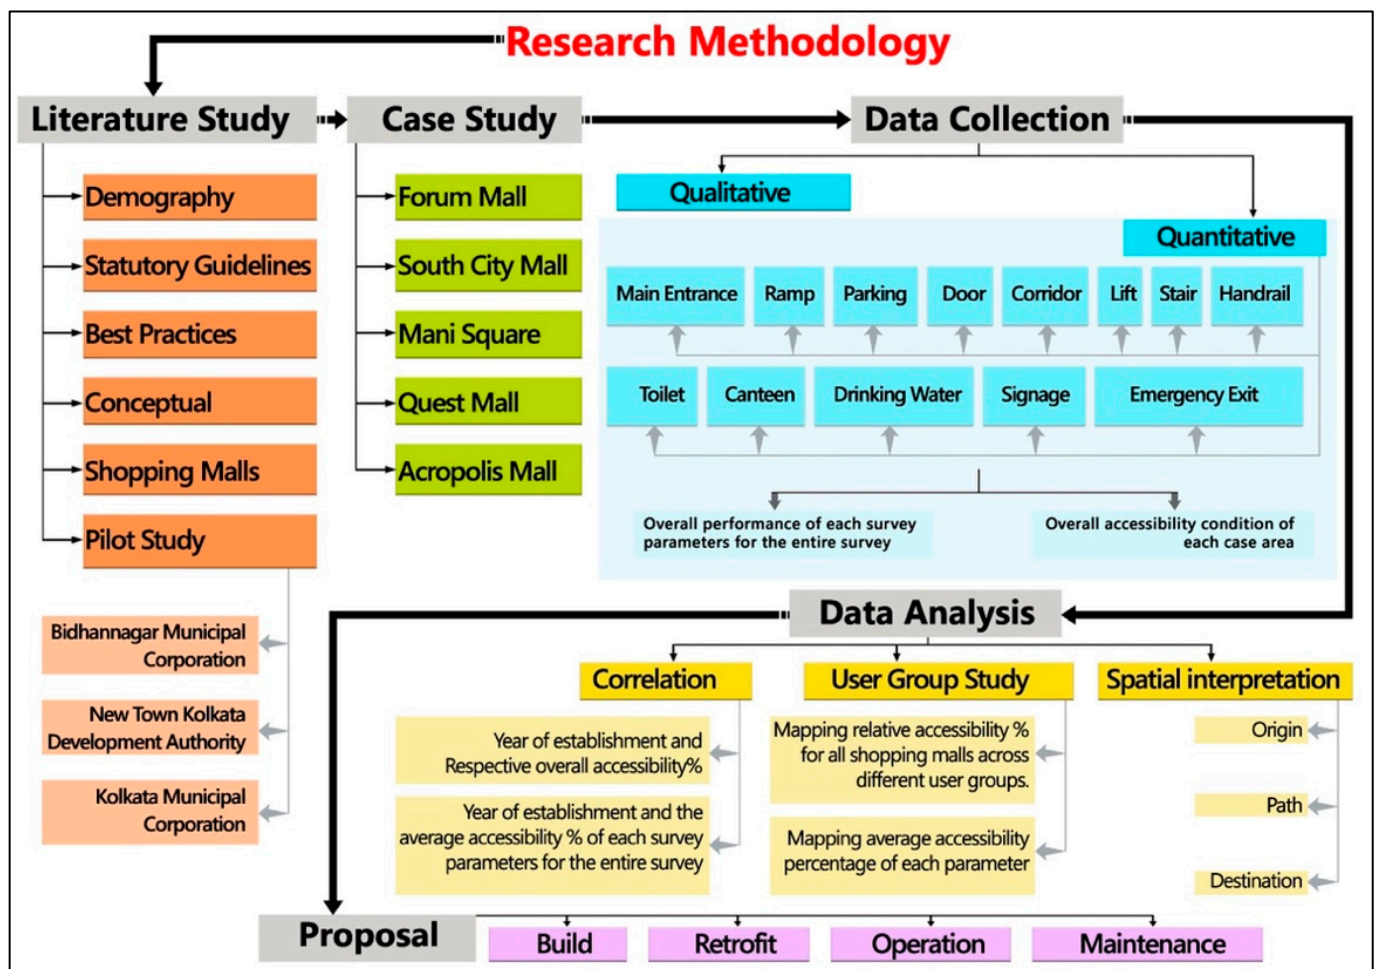 Research Methodology
Literature Study
Case Study
Data Collection
Demography
Statutory Guidelines
Best Practices
Conceptual
Shopping Malls
Pilot Study
Bidhannagar Municipal
Corporation
New Town Kolkata
Development Authority
Kolkata Municipal
Corporation
Forum Mall
South City Mall
Mani Square
Quest Mall
Acropolis Mall
Qualitative
Quantitative
Main Entrance
Ramp
Parking
Door
Corridor
Lift
Stair
Handrail
Toilet
Canteen
Drinking Water
Signage
Emergency Exit
Overall performance of each survey
parameters for the entire survey
Overall accessibility condition of
each case area
Data Analysis
Correlation
Year of establishment and
Respective overall accessibility%
Year of establishment and the
average accessibility % of each survey
parameters for the entire survey
User Group Study
Mapping relative accessibility %
for all shopping malls across
different user groups.
Mapping average accessibility
percentage of each parameter
Spatial interpretation
Origin
Path
Destination
Proposal
Build
Retrofit
Operation
Maintenance